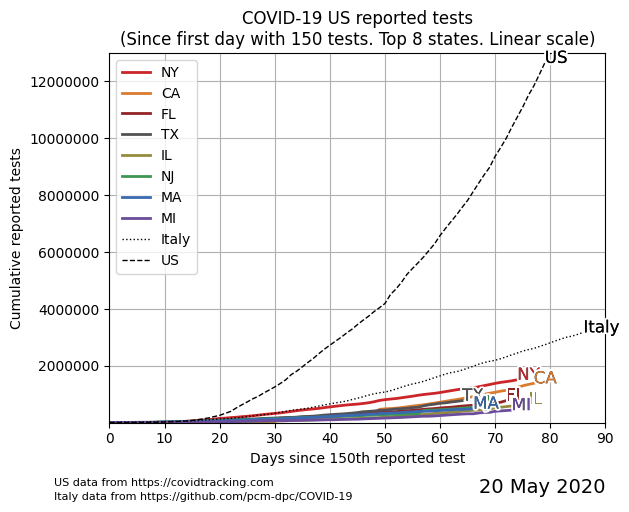 COVID-19 US reported tests
(Since first day with 150 tests. Top 8 states. Linear scale)
Cumulative reported tests
12000000
10000000
8000000
6000000
4000000
2000000
NY
CA
FL
TX
IL
NJ
MA
MI
Italy
US
US
Italy
NY
CA
TX
FL
IL
MA
MI
0 10 20 30 40 50 60 70 80 90
Days since 150th reported test
US data from https://covidtracking.com
Italy data from https://github.com/pcm-dpc/COVID-19
20 May 2020